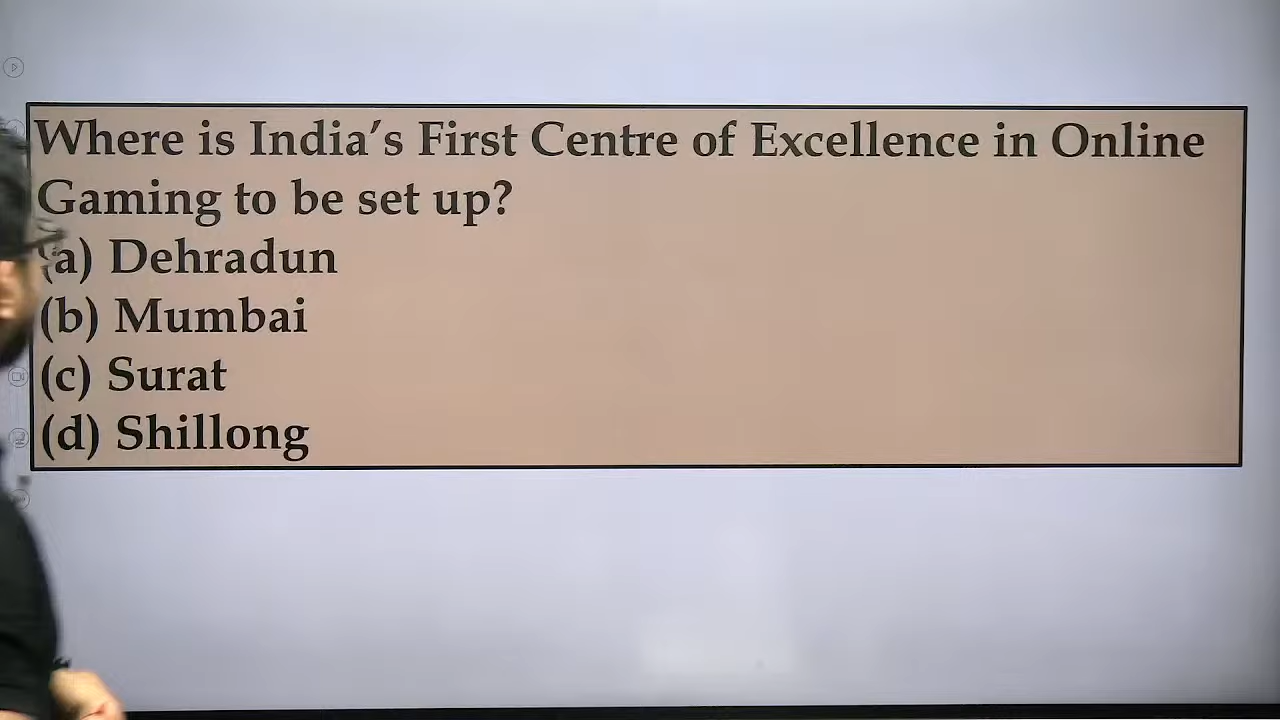 Where is India's First Centre of Excellence in Online
Gaming to be set up?
(a) Dehradun
(b) Mumbai
(c) Surat
(d) Shillong